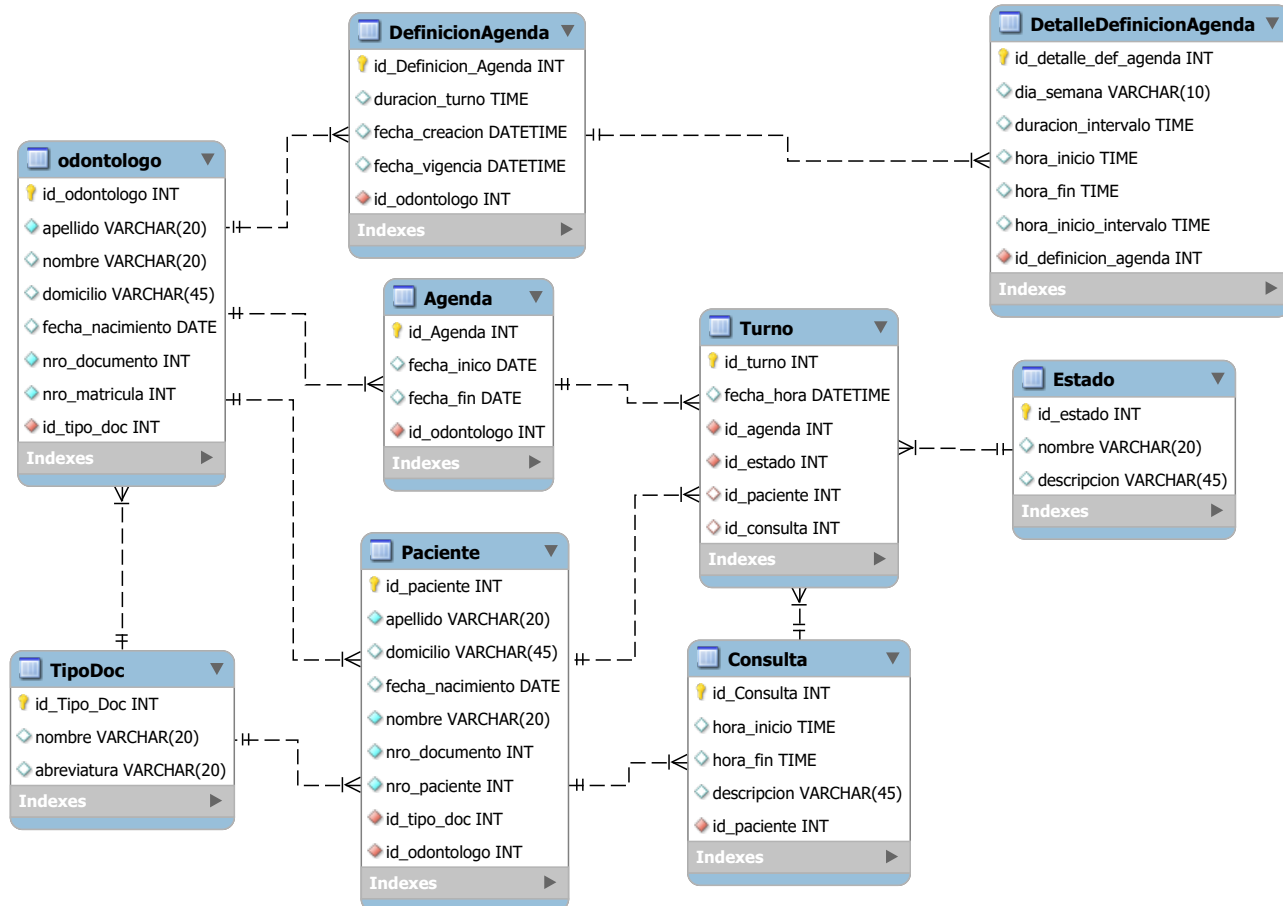 DefinicionAgenda
id_Definicion_Agenda INT
duracion_turno TIME
fecha_creacion DATETIME
fecha_vigencia DATETIME
id_odontologo INT
Indexes
DetalleDefinicionAgenda
id_detalle_def_agenda INT
dia_semana VARCHAR(10)
duracion_intervalo TIME
hora_inicio TIME
hora_fin TIME
hora_inicio_intervalo TIME
id_definicion_agenda INT
Indexes
odontologo
id_odontologo INT
apellido VARCHAR(20)
nombre VARCHAR(20)
domicilio VARCHAR(45)
fecha_nacimiento DATE
nro_documento INT
nro_matricula INT
id_tipo_doc INT
Indexes
Agenda
id_Agenda INT
fecha_inico DATE
fecha_fin DATE
id_odontologo INT
Indexes
Turno
id_turno INT
fecha_hora DATETIME
id_agenda INT
id_estado INT
id_paciente INT
id_consulta INT
Indexes
Estado
id_estado INT
nombre VARCHAR(20)
descripcion VARCHAR(45)
Indexes
Paciente
id_paciente INT
apellido VARCHAR(20)
domicilio VARCHAR(45)
fecha_nacimiento DATE
nombre VARCHAR(20)
nro_documento INT
nro_paciente INT
id_tipo_doc INT
id_odontologo INT
Indexes
TipoDoc
id_Tipo_Doc INT
nombre VARCHAR(20)
abreviatura VARCHAR(20)
Indexes
Consulta
id_Consulta INT
hora_inicio TIME
hora_fin TIME
descripcion VARCHAR(45)
id_paciente INT
Indexes